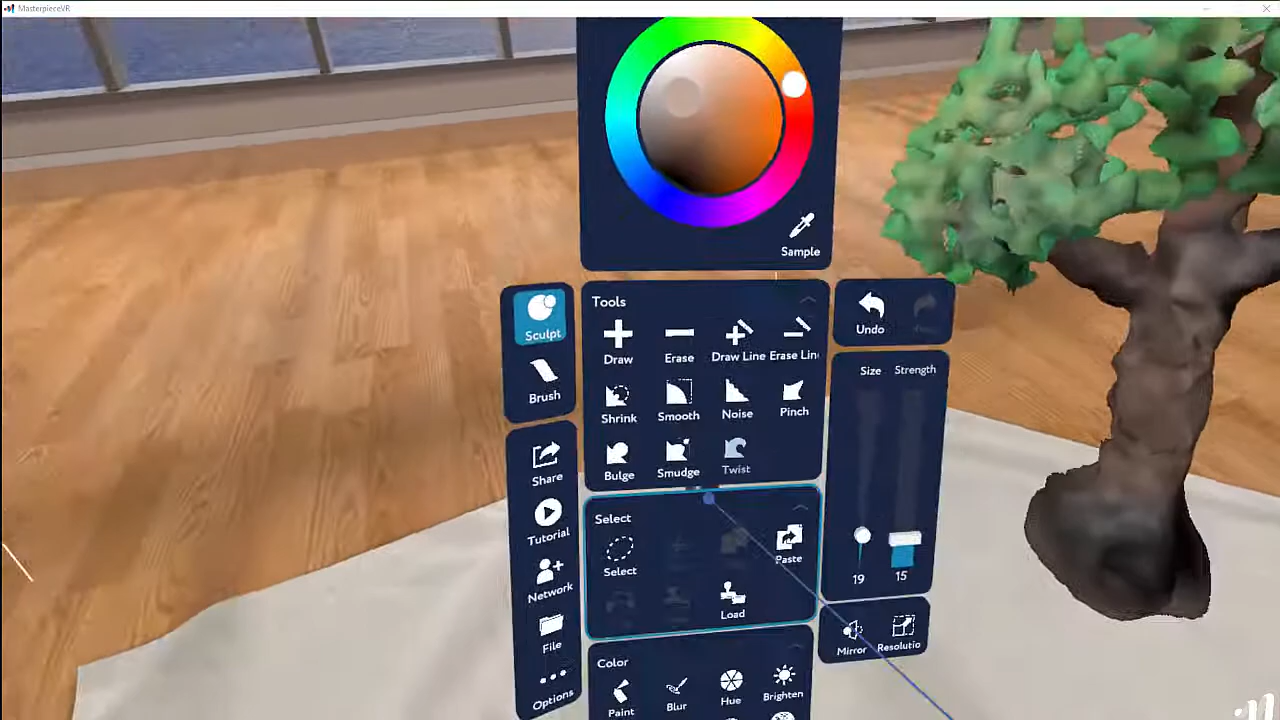 MasterpieceVR
Sample
Sculpt
Brush
Share
Tutorial
Network
File
Options
Tools
Draw
Erase
Draw Line
Erase Lin
Shrink
Smooth
Noise
Pinch
Bulge
Smudge
Twist
Select
Select
Paste
Load
Color
Paint
Blur
Hue
Brighten
Undo
Size
Strength
19
15
Mirror
Resolutio